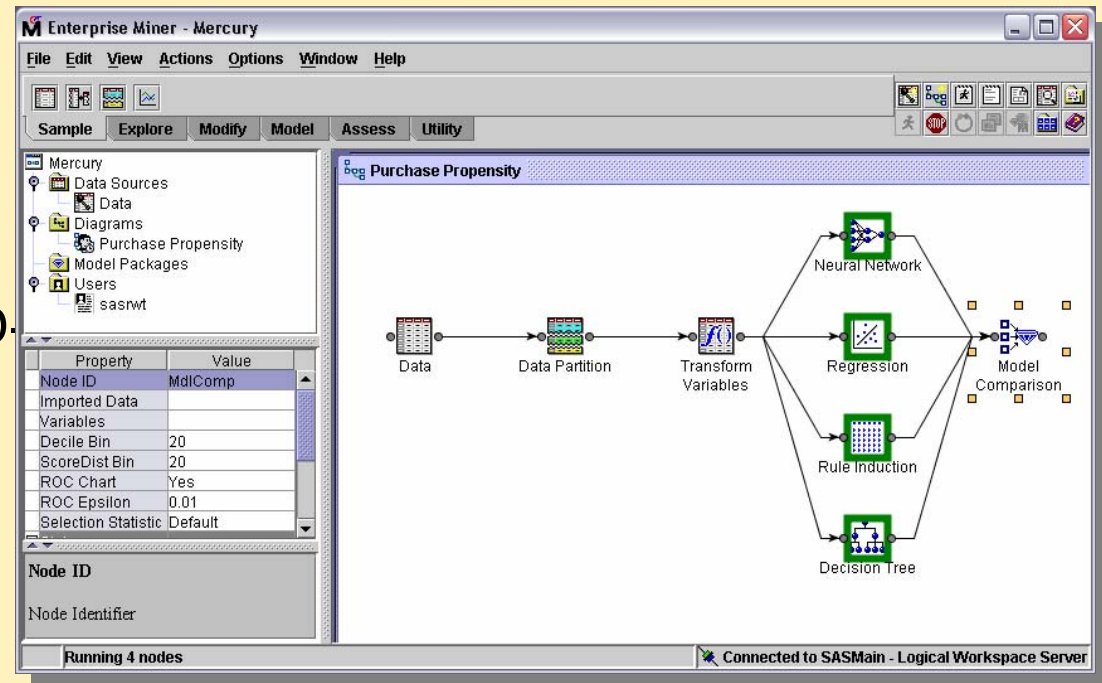 Enterprise Miner - Mercury
File Edit View Actions Options Window Help
Sample Explore Modify Model Assess Utility
STOP
Mercury
Data Sources
Data
Diagrams
Purchase Propensity
Model Packages
Users
sasrwt
Property Value
Node ID MdlComp
Imported Data
Variables
Decile Bin 20
ScoreDist Bin 20
ROC Chart Yes
ROC Epsilon 0.01
Selection Statistic Default
Node ID
Node Identifier
Purchase Propensity
Neural Network
Data
Data Partition
Transform
Variables
Regression
Model
Comparison
Rule Induction
Decision Tree
Running 4 nodes
Connected to SASMain - Logical Workspace Server